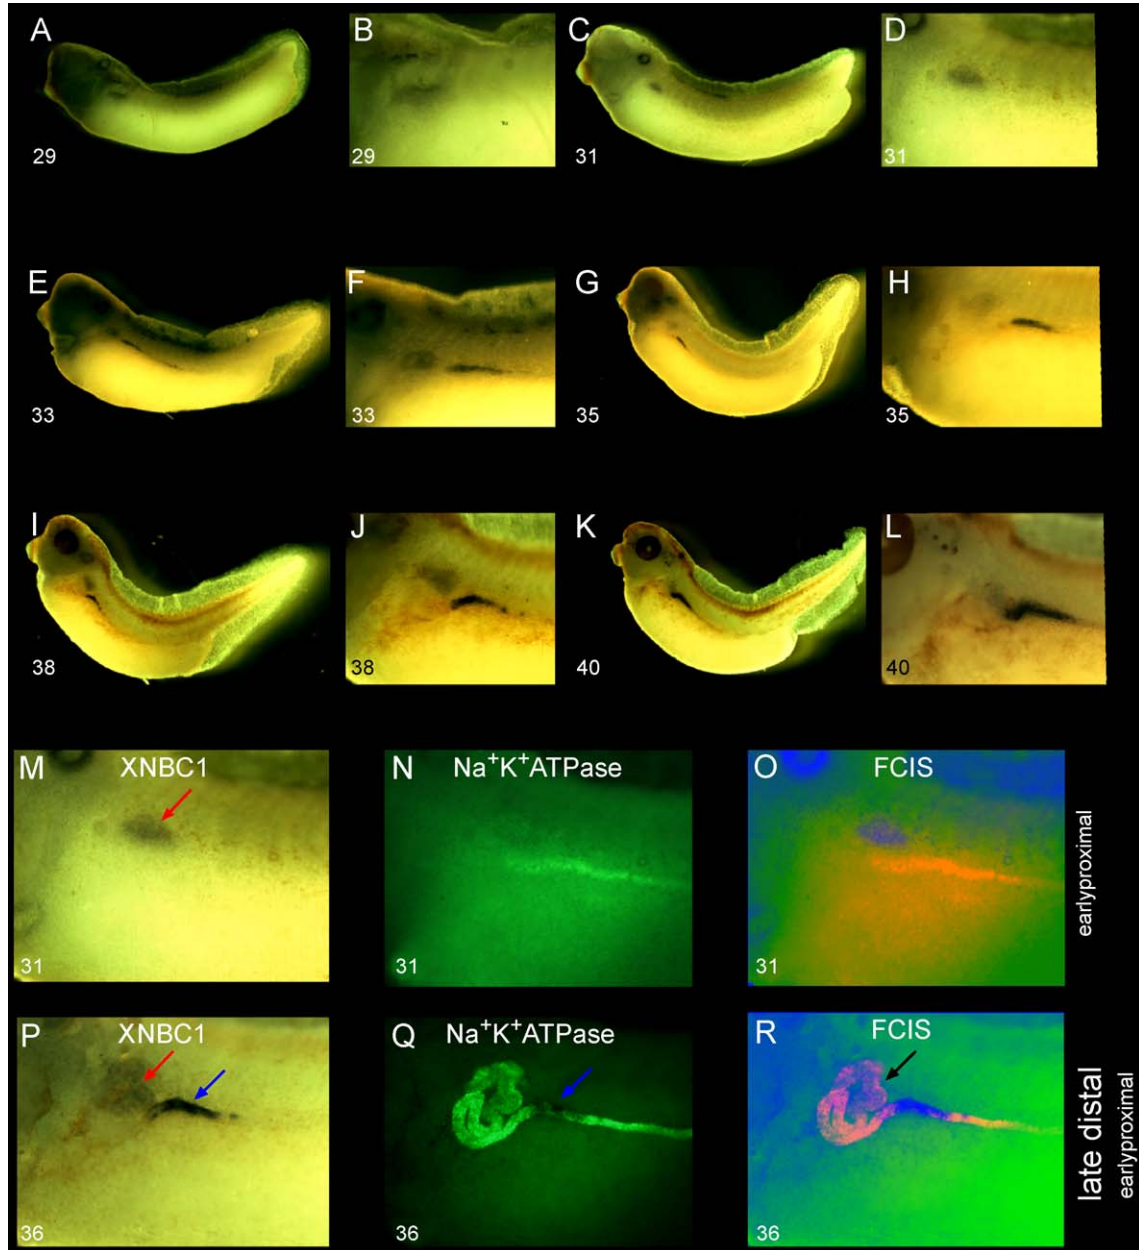 A B C D
29 29 31 31
E F G H
33 33 35 35
I J K L
38 38 40 40
M XNBC1 N Na⁺K⁺ATPase O FCIS
31 31 31
earlyproximal
P XNBC1 Q Na⁺K⁺ATPase R FCIS
36 36 36
late distal
earlyproximal